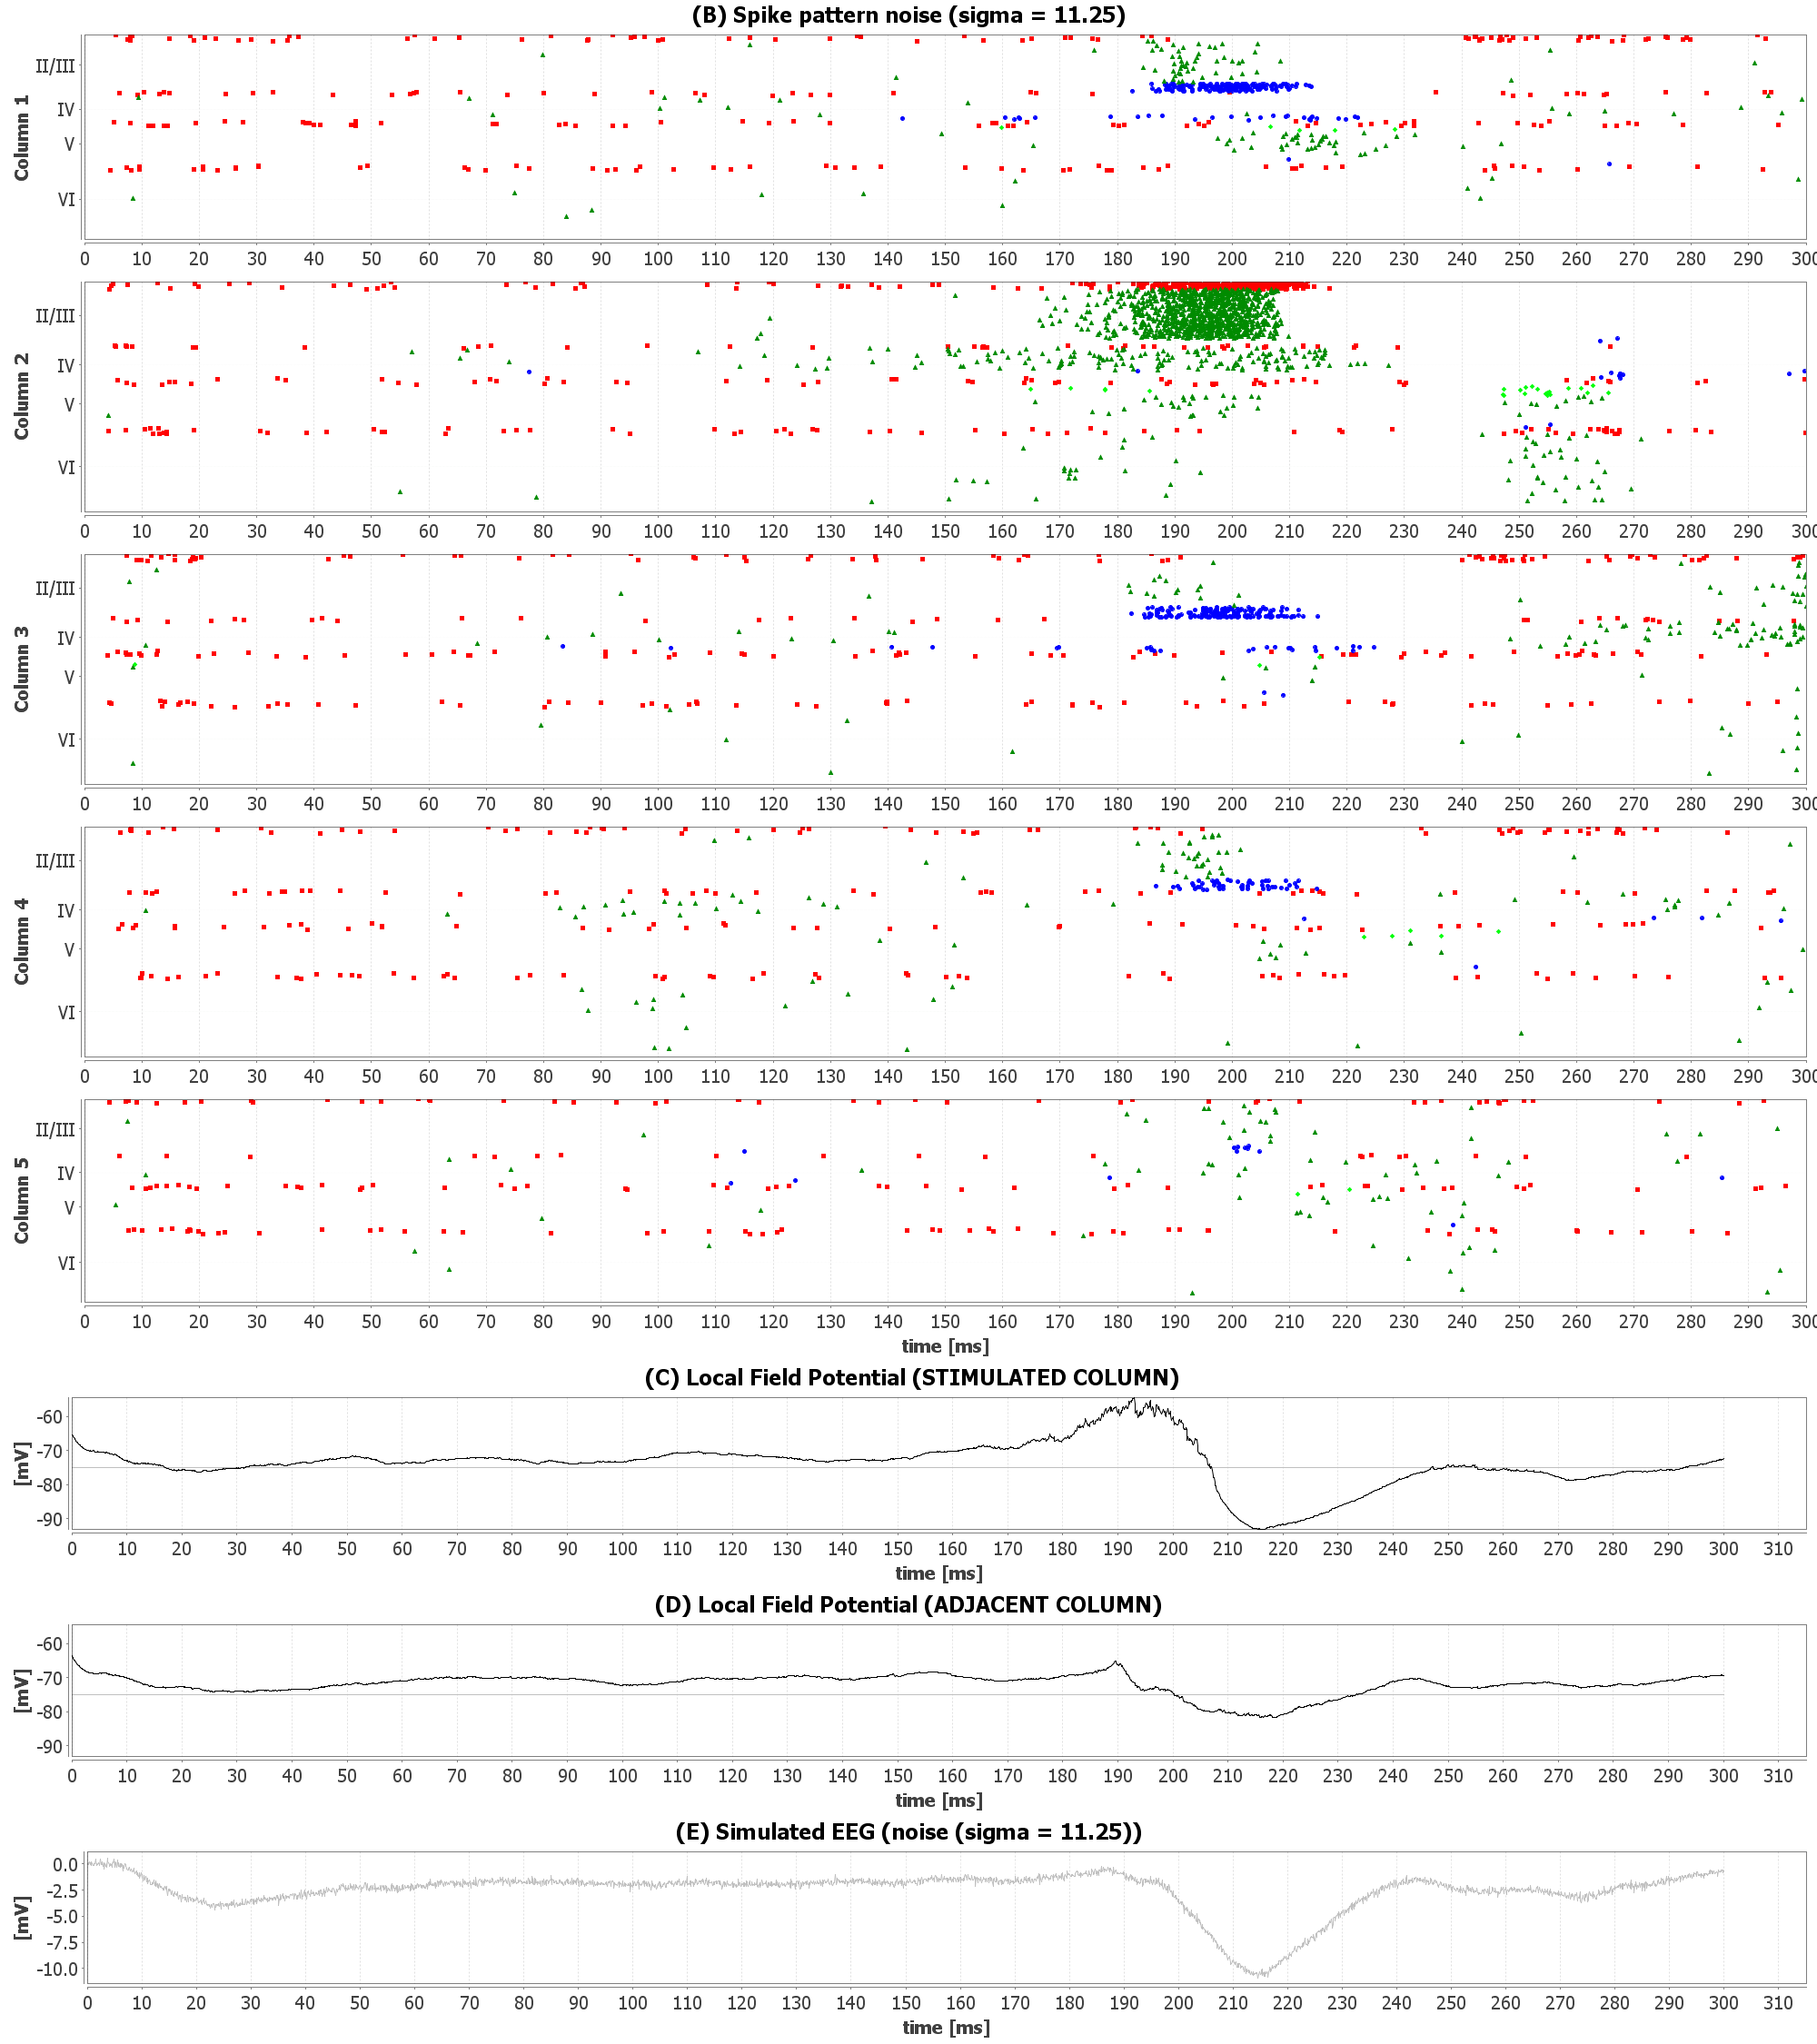 (B) Spike pattern noise (sigma = 11.25)
Column 1
II/III
IV
V
VI
0 10 20 30 40 50 60 70 80 90 100 110 120 130 140 150 160 170 180 190 200 210 220 230 240 250 260 270 280 290 300
Column 2
II/III
IV
V
VI
0 10 20 30 40 50 60 70 80 90 100 110 120 130 140 150 160 170 180 190 200 210 220 230 240 250 260 270 280 290 300
Column 3
II/III
IV
V
VI
0 10 20 30 40 50 60 70 80 90 100 110 120 130 140 150 160 170 180 190 200 210 220 230 240 250 260 270 280 290 300
Column 4
II/III
IV
V
VI
0 10 20 30 40 50 60 70 80 90 100 110 120 130 140 150 160 170 180 190 200 210 220 230 240 250 260 270 280 290 300
Column 5
II/III
IV
V
VI
0 10 20 30 40 50 60 70 80 90 100 110 120 130 140 150 160 170 180 190 200 210 220 230 240 250 260 270 280 290 300
time [ms]
(C) Local Field Potential (STIMULATED COLUMN)
[mV]
-60
-70
-80
-90
0 10 20 30 40 50 60 70 80 90 100 110 120 130 140 150 160 170 180 190 200 210 220 230 240 250 260 270 280 290 300 310
time [ms]
(D) Local Field Potential (ADJACENT COLUMN)
[mV]
-60
-70
-80
-90
0 10 20 30 40 50 60 70 80 90 100 110 120 130 140 150 160 170 180 190 200 210 220 230 240 250 260 270 280 290 300 310
time [ms]
(E) Simulated EEG (noise (sigma = 11.25))
[mV]
0.0
-2.5
-5.0
-7.5
-10.0
0 10 20 30 40 50 60 70 80 90 100 110 120 130 140 150 160 170 180 190 200 210 220 230 240 250 260 270 280 290 300 310
time [ms]